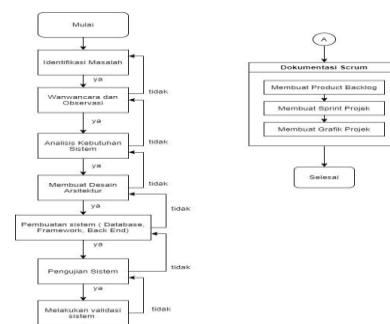 Mulai
Identifikasi Masalah
tidak
ya
Wanwancara dan
Observasi
tidak
ya
Analisis Kebutuhan
Sistem
tidak
ya
Membuat Desain
Arsitektur
tidak
ya
Pembuatan sistem ( Database,
Framework, Back End)
tidak
ya
Pengujian Sistem
tidak
ya
Melakukan validasi
sistem
A
Dokumentasi Scrum
Membuat Product Backlog
Membuat Sprint Projek
Membuat Grafik Projek
Selesai